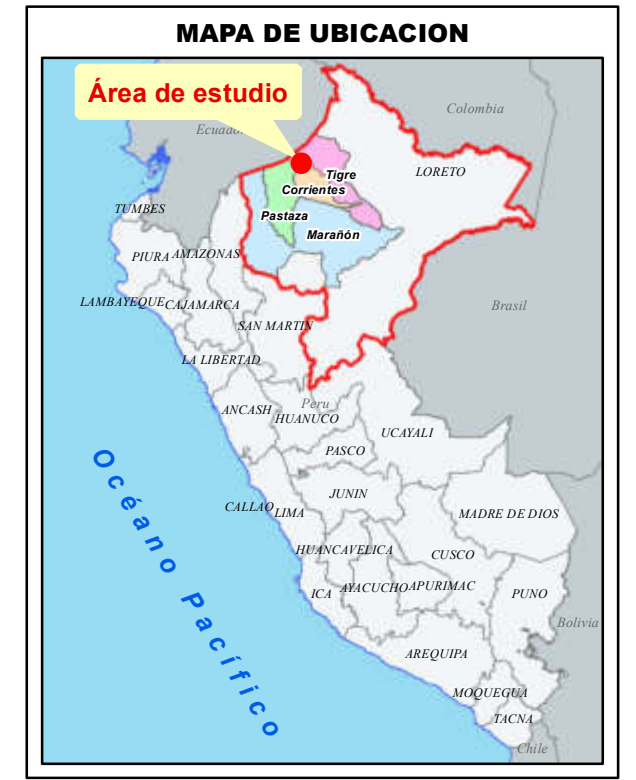 MAPA DE UBICACION
Área de estudio
Colombia
Ecuador
LORETO
Tigre
Corrientes
Pastaza
Marañón
TUMBES
PIURA
AMAZONAS
LAMBAYEQUE
CAJAMARCA
Brasil
SAN MARTIN
LA LIBERTAD
Peru
ANCASH
HUANUCO
UCAYALI
PASCO
JUNIN
CALLAO
LIMA
MADRE DE DIOS
HUANCAVELICA
CUSCO
ICA
AYACUCHO
APURIMAC
PUNO
Bolivia
AREQUIPA
MOQUEGUA
TACNA
Chile
Océano Pacífico